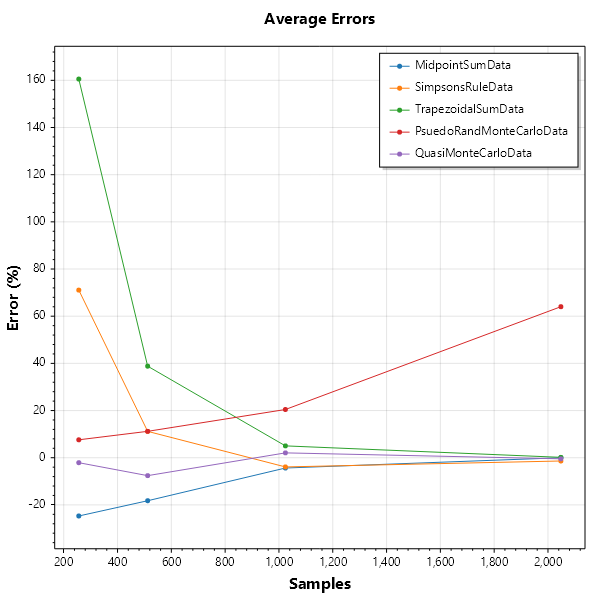 Average Errors
MidpointSumData
SimpsonsRuleData
TrapezoidalSumData
PsuedoRandMonteCarloData
QuasiMonteCarloData
Error (%)
160
140
120
100
80
60
40
20
0
-20
200 400 600 800 1,000 1,200 1,400 1,600 1,800 2,000
Samples